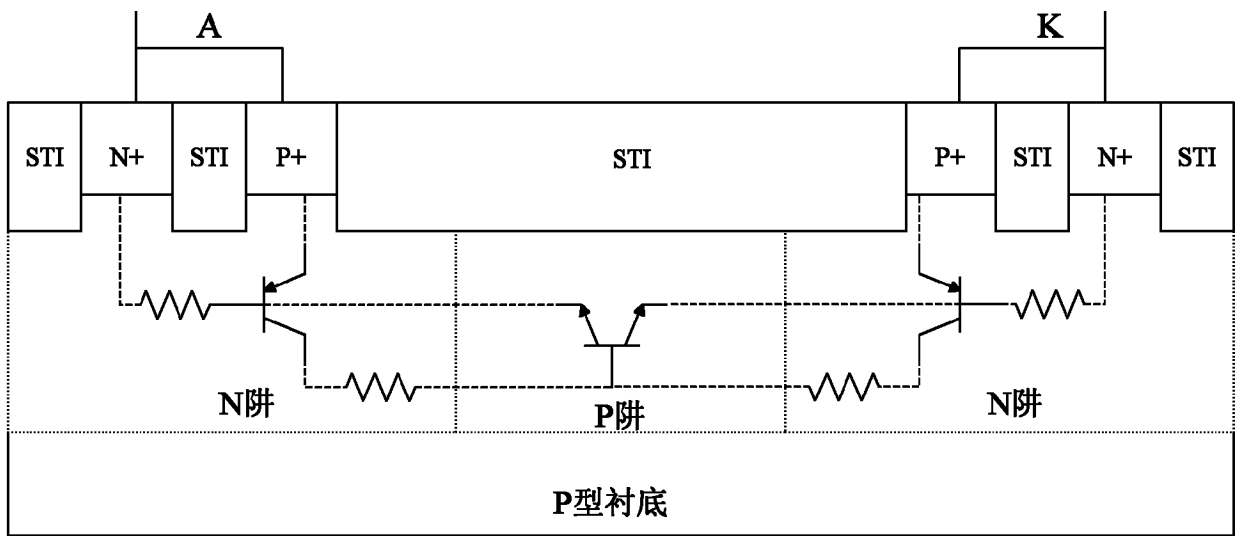 A K
STI N+ STI P+ STI P+ STI N+ STI
N阱 P阱 N阱
P型衬底